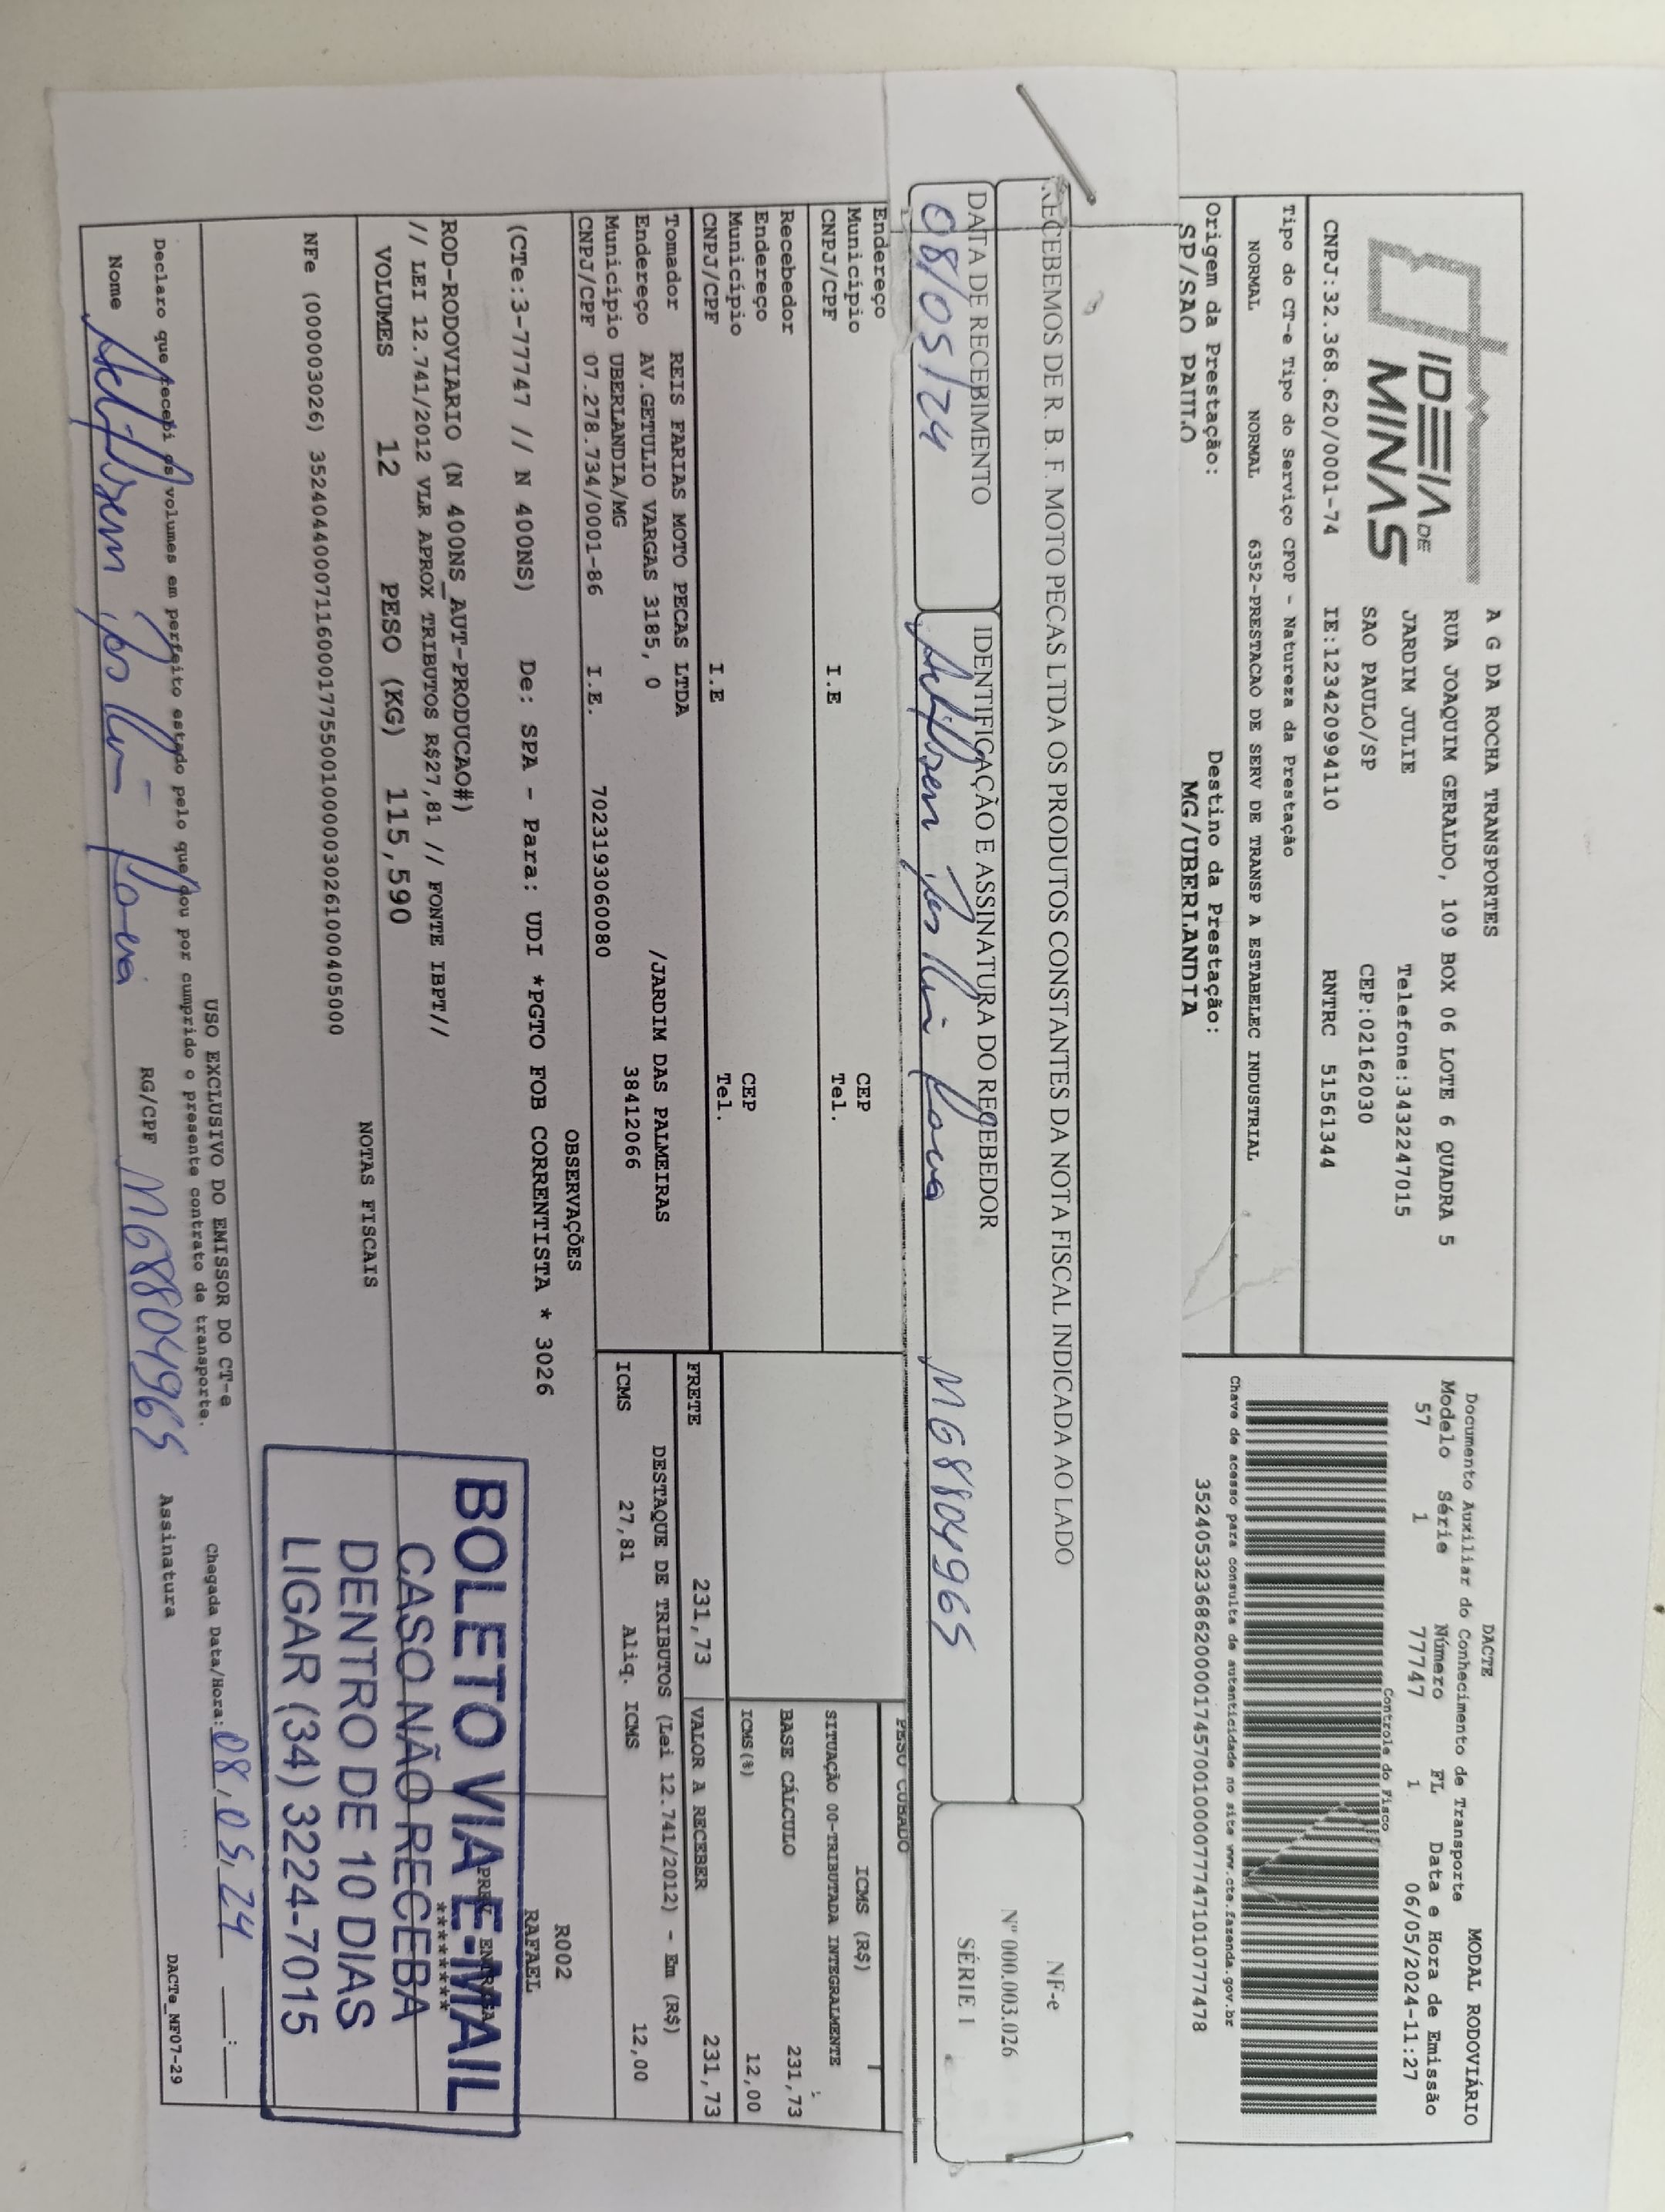 IDEIA DE
MINAS
A G DA ROCHA TRANSPORTES
RUA JOAQUIM GERALDO, 109 BOX 06 LOTE 6 QUADRA 5
JARDIM JULIE Telefone:3432247015
SAO PAULO/SP CEP:02162030
CNPJ:32.368.620/0001-74 IE:123420994110 RNTRC 51561344
DACTE MODAL RODOVIÁRIO
Documento Auxiliar do Conhecimento de Transporte
Modelo Série Número FL Data e Hora de Emissão
57 1 77747 1 06/05/2024-11:27
Controle do Fisco
Chave de acesso para consulta de autenticidade no site www.cte.fazenda.gov.br
35240532368620000174570010000777471010777478
Tipo do CT-e Tipo do Serviço CFOP - Natureza da Prestação
NORMAL NORMAL 6352-PRESTACAO DE SERV DE TRANSP A ESTABELEC INDUSTRIAL
Origem da Prestação: Destino da Prestação:
SP/SAO PAULO MG/UBERLANDIA
RECEBEMOS DE R. B. F. MOTO PECAS LTDA OS PRODUTOS CONSTANTES DA NOTA FISCAL INDICADA AO LADO
DATA DE RECEBIMENTO IDENTIFICAÇÃO E ASSINATURA DO RECEBEDOR
08/05/24 MG8804965
NF-e
Nº 000.003.026
SÉRIE 1
PESO CUBADO
Endereço
Município CEP
CNPJ/CPF I.E Tel.
Recebedor
Endereço
Município CEP
CNPJ/CPF I.E Tel.
ICMS (R$)
SITUAÇÃO 00-TRIBUTADA INTEGRALMENTE
BASE CÁLCULO 231,73
ICMS(%) 12,00
Tomador REIS FARIAS MOTO PECAS LTDA
Endereço AV.GETULIO VARGAS 3185, 0 /JARDIM DAS PALMEIRAS
Município UBERLANDIA/MG 38412066
CNPJ/CPF 07.278.734/0001-86 I.E. 7023193060080
FRETE 231,73 VALOR A RECEBER 231,73
DESTAQUE DE TRIBUTOS (Lei 12.741/2012) - Em (R$)
ICMS 27,81 Aliq. ICMS 12,00
OBSERVAÇÕES
(CTe:3-77747 // N 400NS) De: SPA - Para: UDI *PGTO FOB CORRENTISTA * 3026
R002
RAFAEL
ROD-RODOVIARIO (N 400NS_AUT-PRODUCAO#)
// LEI 12.741/2012 VLR APROX TRIBUTOS R$27,81 // FONTE IBPT//
VOLUMES 12 PESO (KG) 115,590
NOTAS FISCAIS
NFe (000003026) 35240440007116000177550010000030261000405000
BOLETO VIA E-MAIL
CASO NÃO RECEBA
DENTRO DE 10 DIAS
LIGAR (34) 3224-7015
USO EXCLUSIVO DO EMISSOR DO CT-e
Declaro que recebi os volumes em perfeito estado pelo que dou por cumprido o presente contrato de transporte.
Chegada Data/Hora: 08,05,24 __:__
Nome RG/CPF MG8804965 Assinatura
DACTe_NF07-29